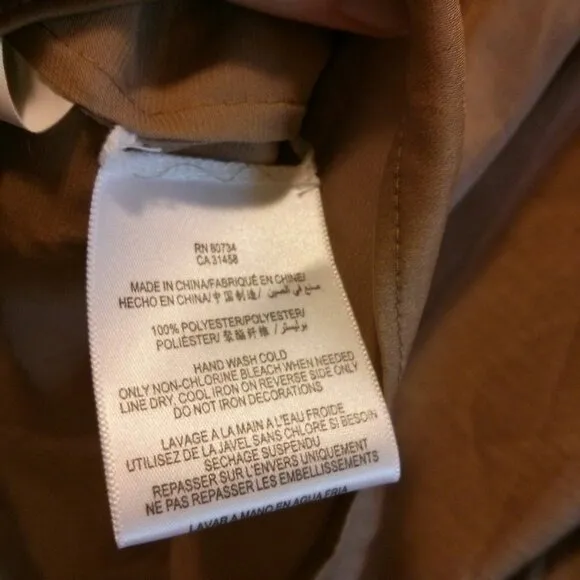 RN 80734
CA 31458
MADE IN CHINA/FABRIQUÉ EN CHINE/
HECHO EN CHINA/中国制造/ صنع في الصين
100% POLYESTER/POLYESTER/
POLIÉSTER/ 聚酯纤维 / بوليستر
HAND WASH COLD
ONLY NON-CHLORINE BLEACH WHEN NEEDED
LINE DRY, COOL IRON ON REVERSE SIDE ONLY
DO NOT IRON DECORATIONS
LAVAGE À LA MAIN À L'EAU FROIDE
UTILISEZ DE LA JAVEL SANS CHLORE SI BESOIN
SÉCHAGE SUSPENDU
REPASSER SUR L'ENVERS UNIQUEMENT
NE PAS REPASSER LES EMBELLISSEMENTS
LAVAR A MANO EN AGUA FRIA